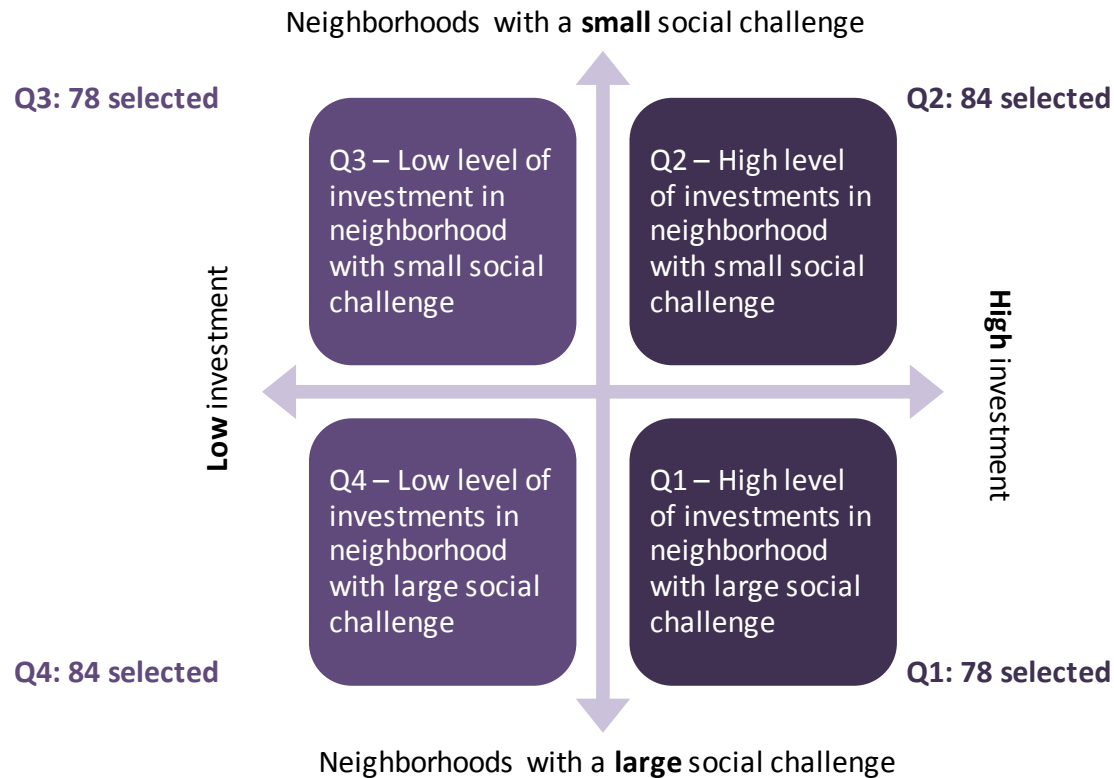 Neighborhoods with a small social challenge
Q3: 78 selected
Q2: 84 selected
Q3 – Low level of
investment in
neighborhood
with small social
challenge
Q2 – High level
of investments in
neighborhood
with small social
challenge
Low investment
High investment
Q4 – Low level of
investments in
neighborhood
with large social
challenge
Q1 – High level
of investments in
neighborhood
with large social
challenge
Q4: 84 selected
Q1: 78 selected
Neighborhoods with a large social challenge